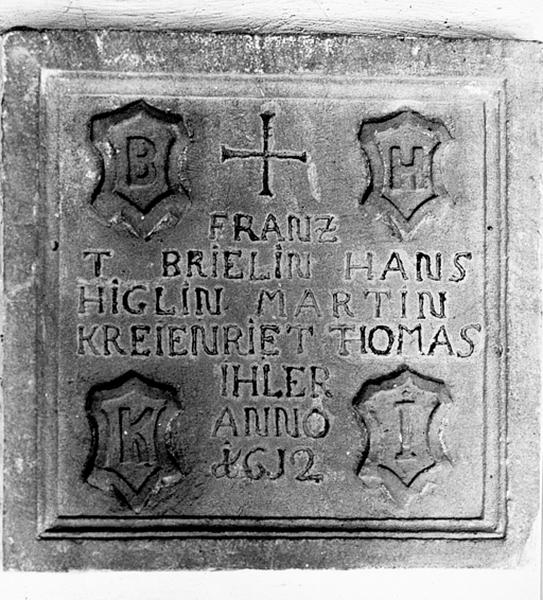 B H
FRANZ
T BRIELIN HANS
HIGLIN MARTIN
KREIENRIET THOMAS
IHLER
ANNO
1612
K I